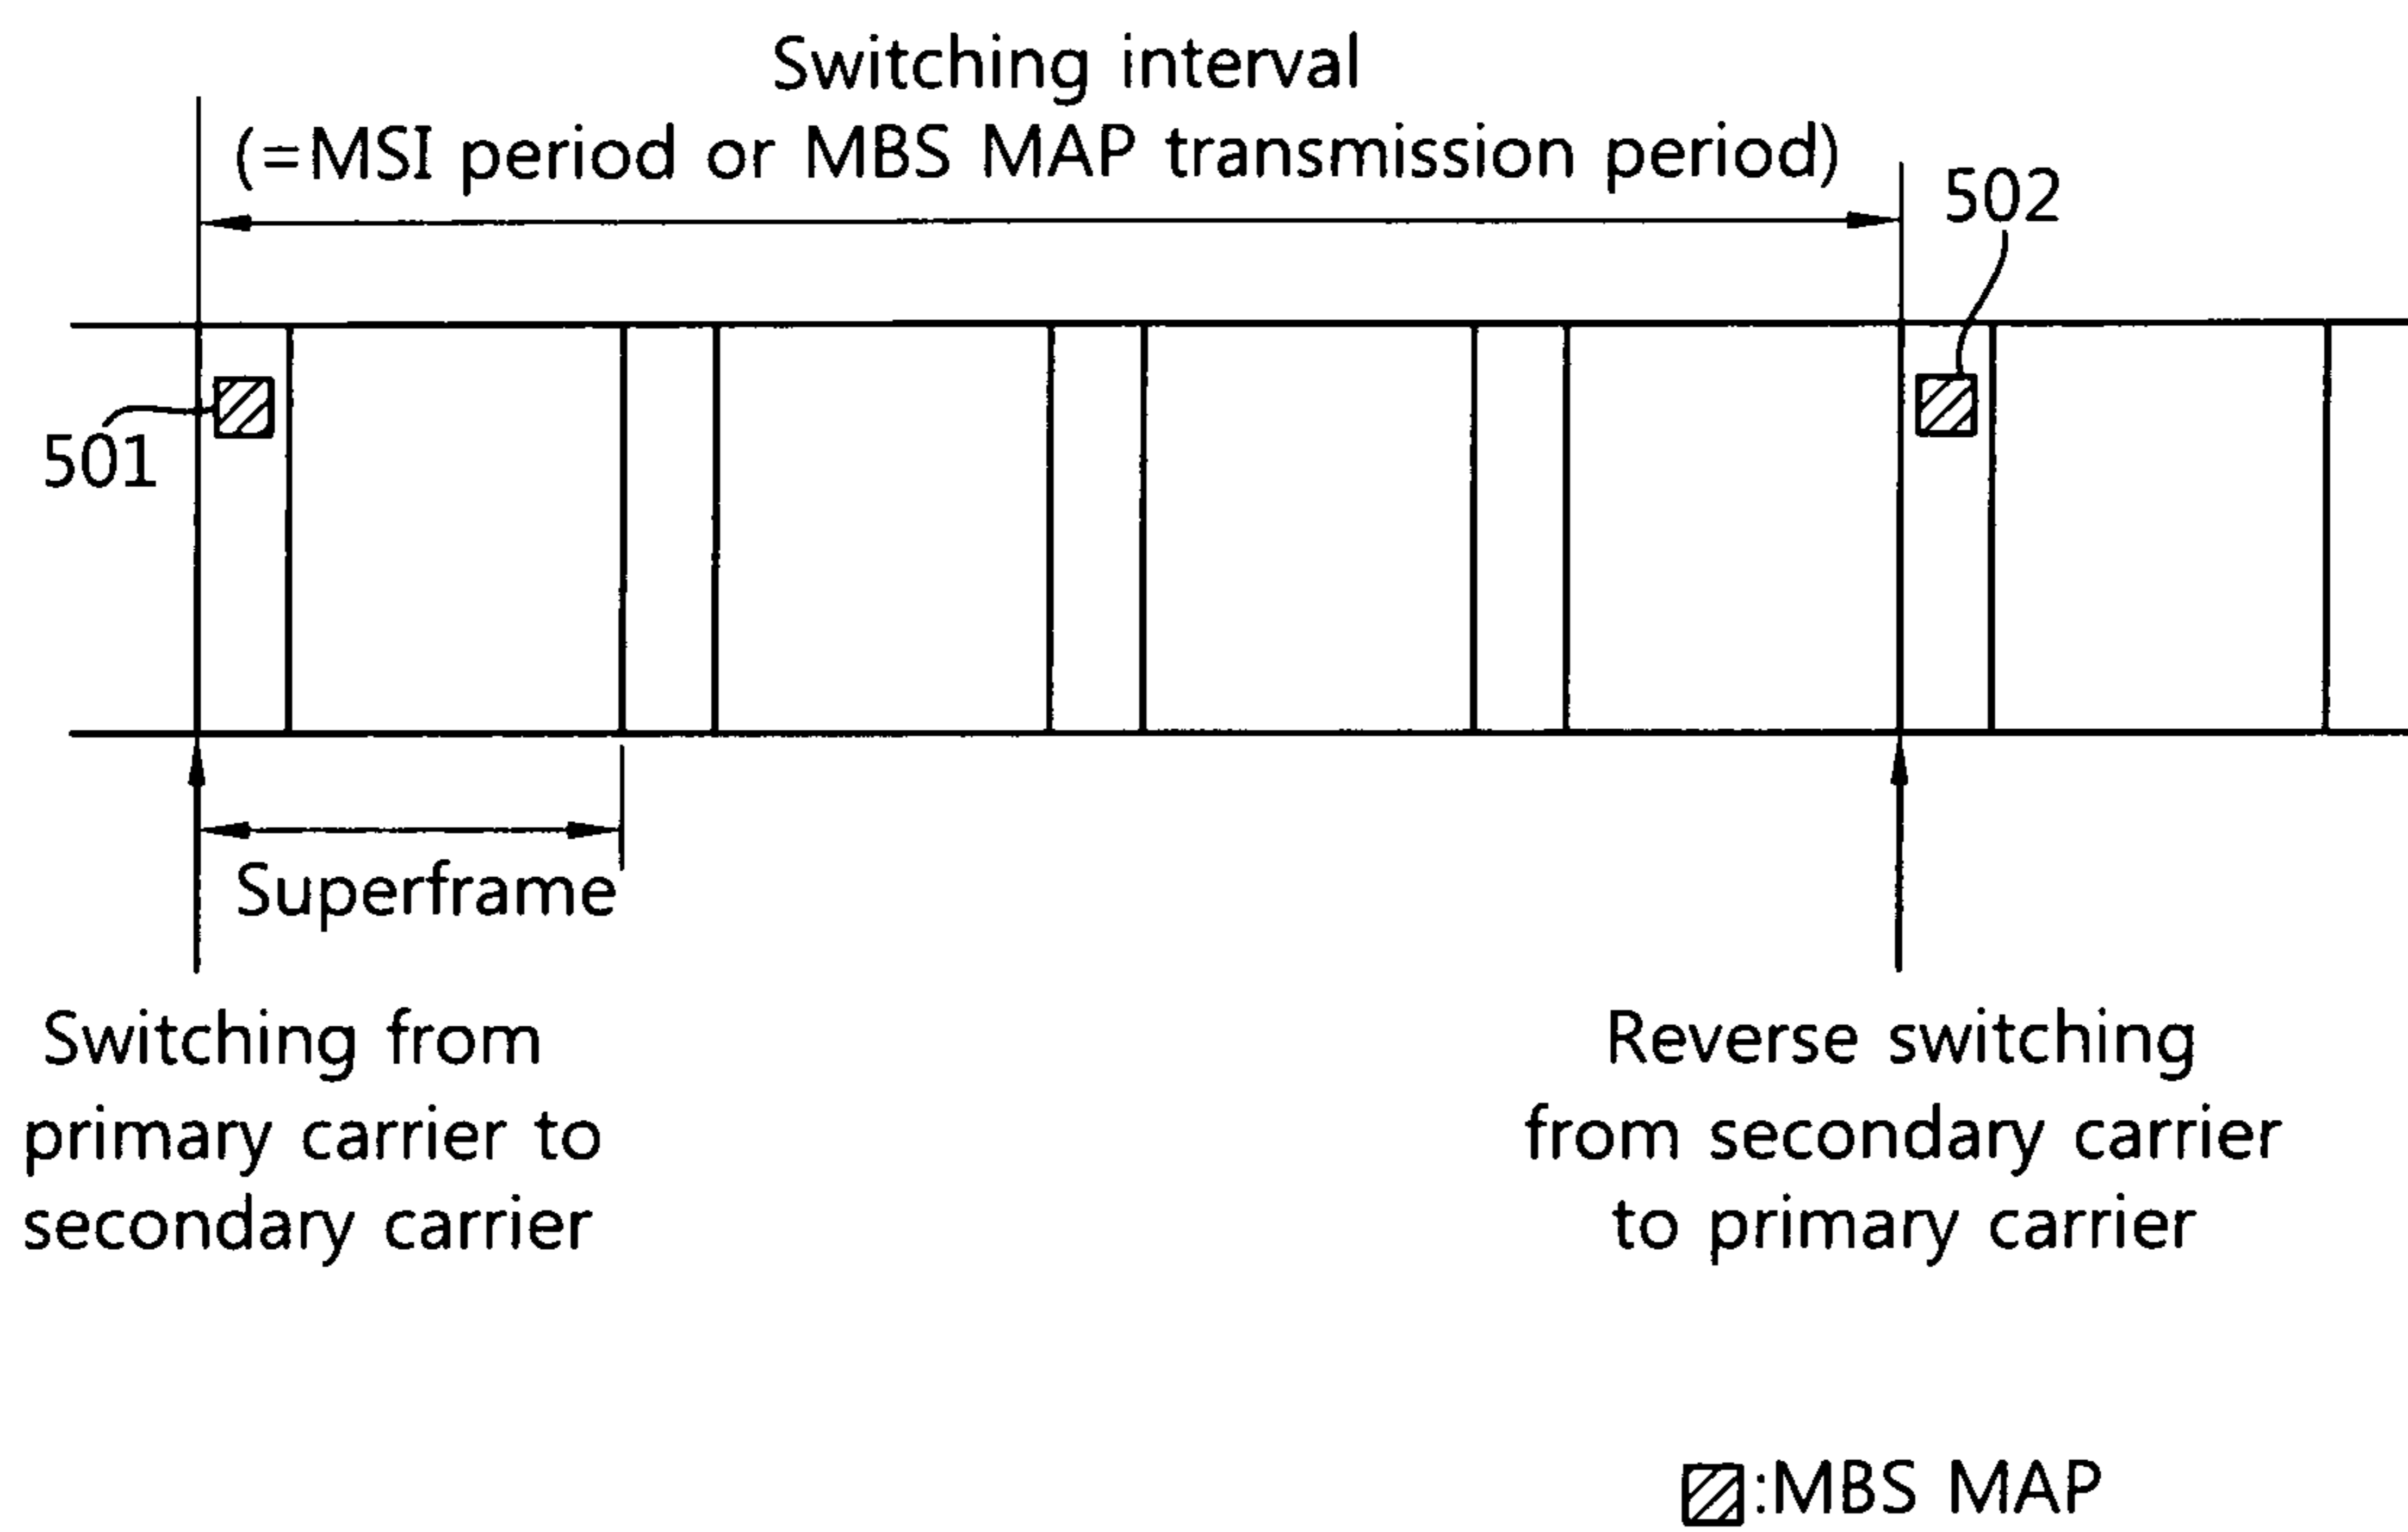 Switching interval
(=MSI period or MBS MAP transmission period)
502
501
Superframe
Switching from
primary carrier to
secondary carrier
Reverse switching
from secondary carrier
to primary carrier
:MBS MAP